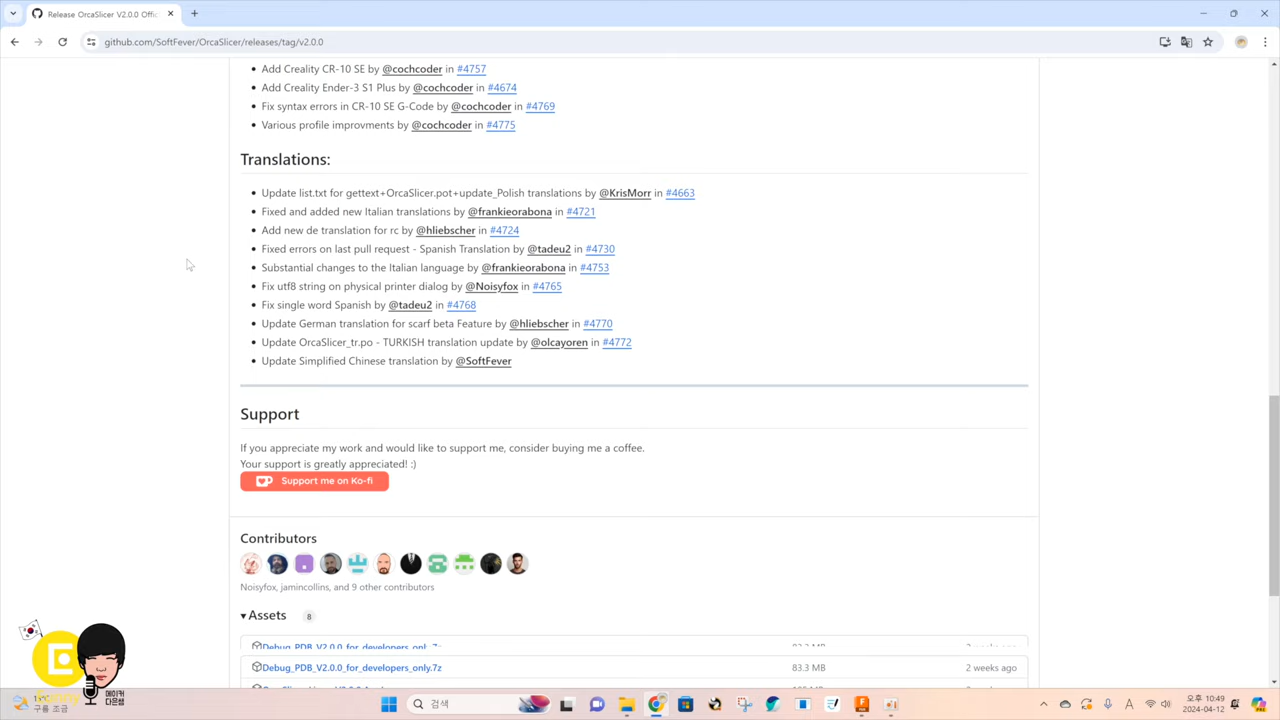 Release OrcaSlicer V2.0.0 Offic
github.com/SoftFever/OrcaSlicer/releases/tag/v2.0.0
Add Creality CR-10 SE by @cochcoder in #4757
Add Creality Ender-3 S1 Plus by @cochcoder in #4674
Fix syntax errors in CR-10 SE G-Code by @cochcoder in #4769
Various profile improvments by @cochcoder in #4775
Translations:
Update list.txt for gettext+OrcaSlicer.pot+update_Polish translations by @KrisMorr in #4663
Fixed and added new Italian translations by @frankieorabona in #4721
Add new de translation for rc by @hliebscher in #4724
Fixed errors on last pull request - Spanish Translation by @tadeu2 in #4730
Substantial changes to the Italian language by @frankieorabona in #4753
Fix utf8 string on physical printer dialog by @Noisyfox in #4765
Fix single word Spanish by @tadeu2 in #4768
Update German translation for scarf beta Feature by @hliebscher in #4770
Update OrcaSlicer_tr.po - TURKISH translation update by @olcayoren in #4772
Update Simplified Chinese translation by @SoftFever
Support
If you appreciate my work and would like to support me, consider buying me a coffee.
Your support is greatly appreciated! :)
Support me on Ko-fi
Contributors
Noisyfox, jamincollins, and 9 other contributors
Assets 8
Debug_PDB_V2.0.0_for_developers_only.7z 83.3 MB 2 weeks ago
메이커
다은쌤
구름 조금
검색
A
오후 10:49
2024-04-12